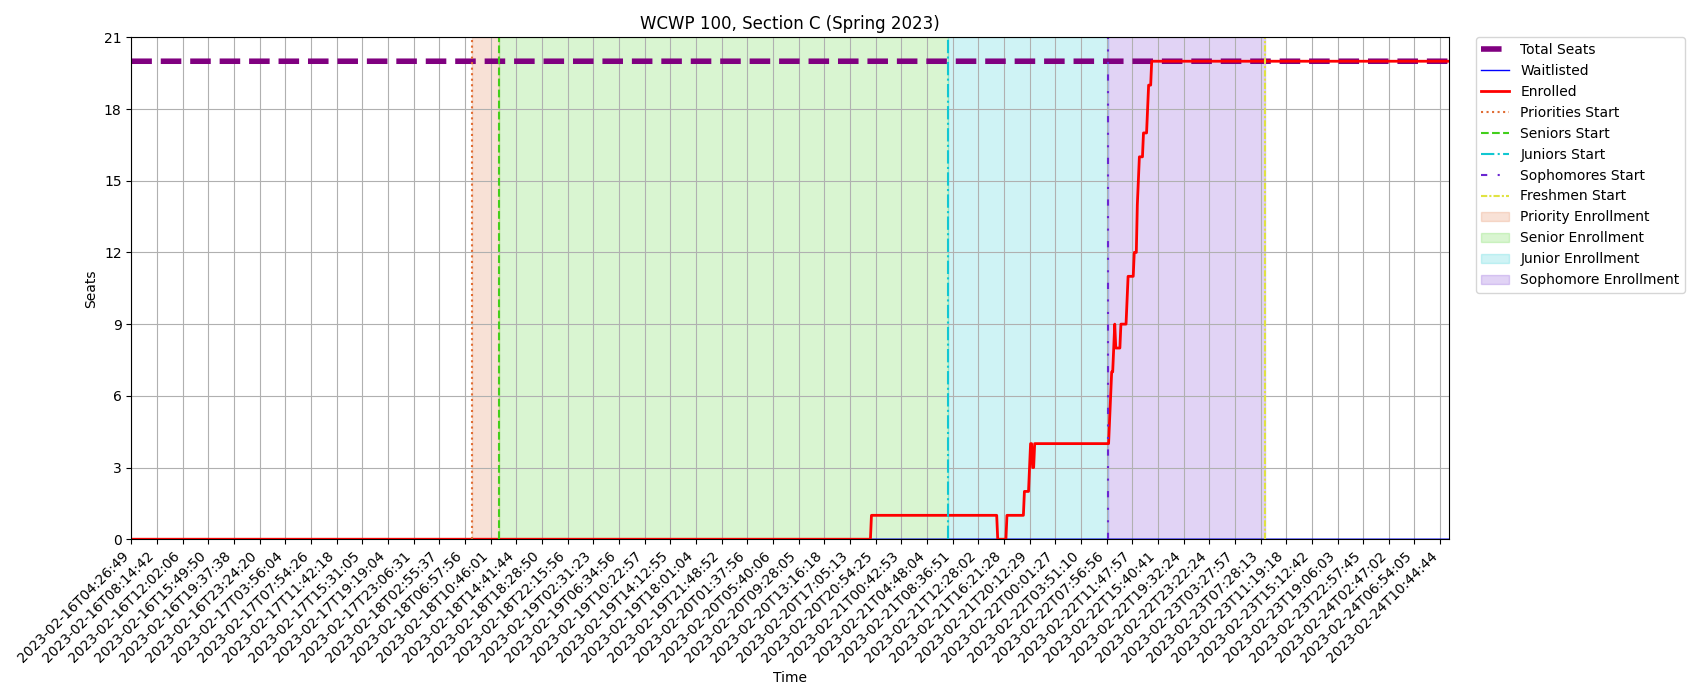 WCWP 100, Section C (Spring 2023)
21
18
15
12
9
6
3
0
Seats
2023-02-16T04:26:49
2023-02-16T08:14:42
2023-02-16T12:02:06
2023-02-16T15:49:50
2023-02-16T19:37:38
2023-02-16T23:24:20
2023-02-17T03:56:04
2023-02-17T07:54:26
2023-02-17T11:42:18
2023-02-17T15:31:05
2023-02-17T19:19:04
2023-02-17T23:06:31
2023-02-18T02:55:37
2023-02-18T06:57:56
2023-02-18T10:46:01
2023-02-18T14:41:44
2023-02-18T18:28:50
2023-02-18T22:15:56
2023-02-19T02:31:23
2023-02-19T06:34:56
2023-02-19T10:22:57
2023-02-19T14:12:55
2023-02-19T18:01:04
2023-02-19T21:48:52
2023-02-20T01:37:56
2023-02-20T05:40:06
2023-02-20T09:28:05
2023-02-20T13:16:18
2023-02-20T17:05:13
2023-02-20T20:54:25
2023-02-21T00:42:53
2023-02-21T04:48:04
2023-02-21T08:36:51
2023-02-21T12:28:02
2023-02-21T16:21:28
2023-02-21T20:12:29
2023-02-22T00:01:27
2023-02-22T03:51:10
2023-02-22T07:56:56
2023-02-22T11:47:57
2023-02-22T15:40:41
2023-02-22T19:32:24
2023-02-22T23:22:24
2023-02-23T03:27:57
2023-02-23T07:28:13
2023-02-23T11:19:18
2023-02-23T15:12:42
2023-02-23T19:06:03
2023-02-23T22:57:45
2023-02-24T02:47:02
2023-02-24T06:54:05
2023-02-24T10:44:44
Time
Total Seats
Waitlisted
Enrolled
Priorities Start
Seniors Start
Juniors Start
Sophomores Start
Freshmen Start
Priority Enrollment
Senior Enrollment
Junior Enrollment
Sophomore Enrollment